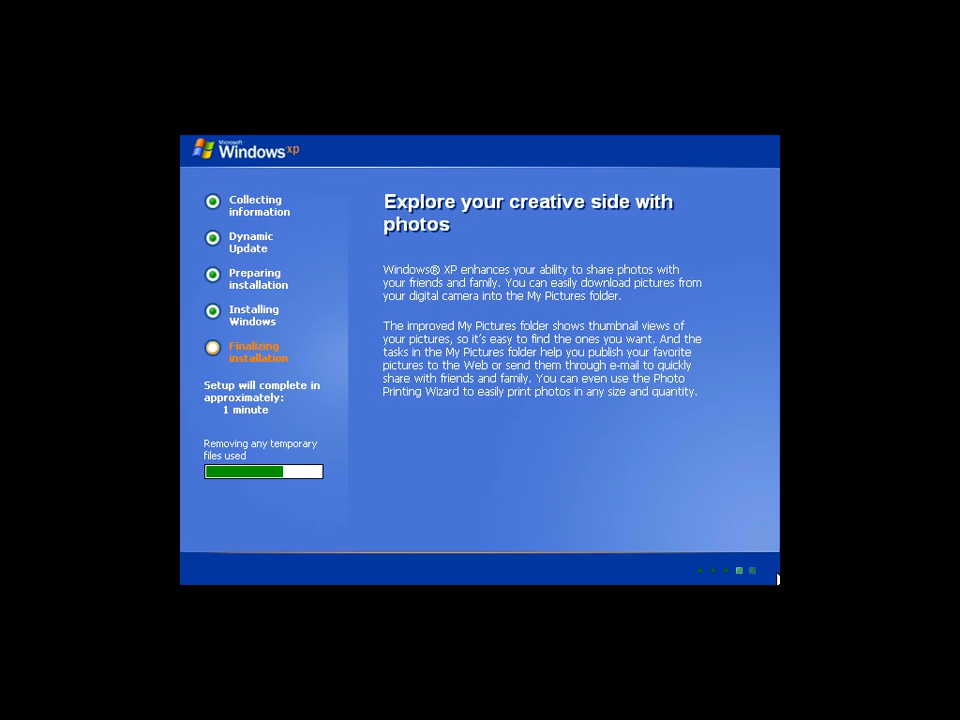 Microsoft
Windows xp
Collecting
information
Dynamic
Update
Preparing
installation
Installing
Windows
Finalizing
installation
Setup will complete in
approximately:
1 minute
Removing any temporary
files used
Explore your creative side with
photos
Windows® XP enhances your ability to share photos with
your friends and family. You can easily download pictures from
your digital camera into the My Pictures folder.
The improved My Pictures folder shows thumbnail views of
your pictures, so it's easy to find the ones you want. And the
tasks in the My Pictures folder help you publish your favorite
pictures to the Web or send them through e-mail to quickly
share with friends and family. You can even use the Photo
Printing Wizard to easily print photos in any size and quantity.